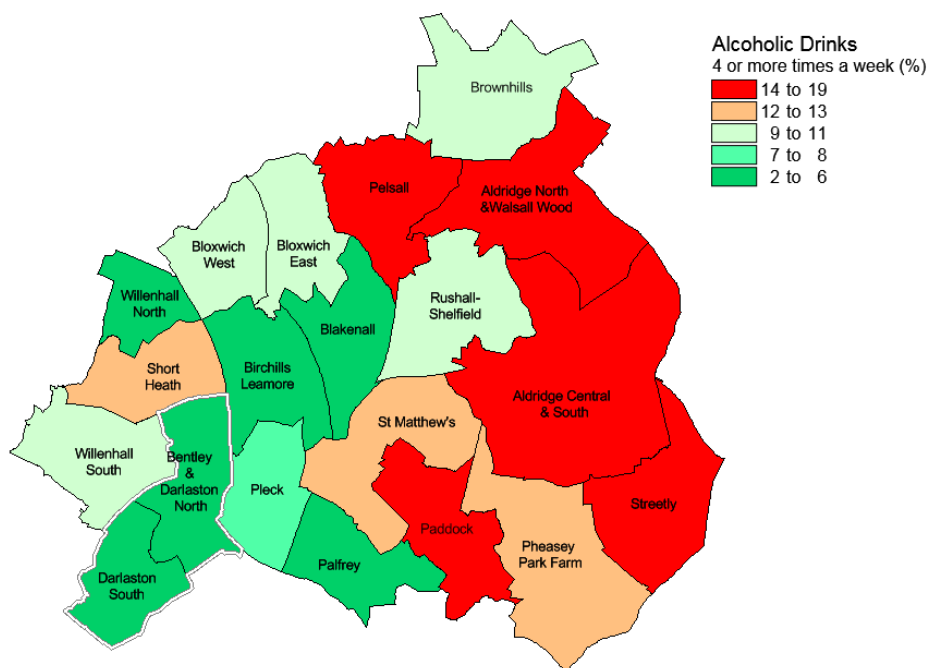 Alcoholic Drinks
4 or more times a week (%)
14 to 19
12 to 13
9 to 11
7 to 8
2 to 6
Brownhills
Pelsall
Aldridge North
&Walsall Wood
Bloxwich
West
Bloxwich
East
Willenhall
North
Rushall-
Shelfield
Blakenall
Short
Heath
Birchills
Leamore
Aldridge Central
& South
St Matthew's
Willenhall
South
Bentley
&
Darlaston
North
Pleck
Streetly
Paddock
Pheasey
Park Farm
Palfrey
Darlaston
South